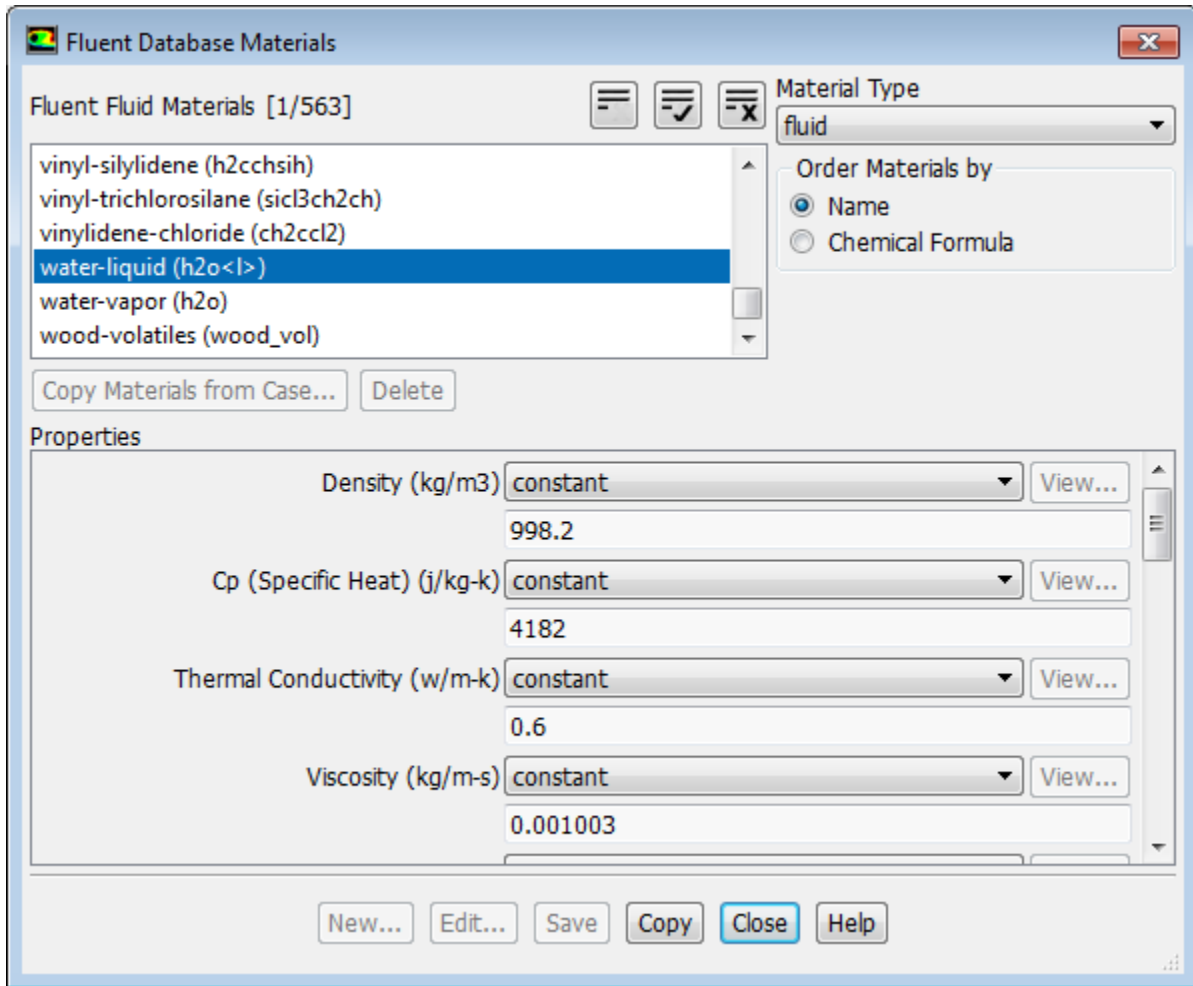 Fluent Database Materials
Fluent Fluid Materials [1/563]
Material Type
fluid
vinyl-silylidene (h2cchsih)
vinyl-trichlorosilane (sicl3ch2ch)
vinylidene-chloride (ch2ccl2)
water-liquid (h2o<l>)
water-vapor (h2o)
wood-volatiles (wood_vol)
Order Materials by
Name
Chemical Formula
Copy Materials from Case... Delete
Properties
Density (kg/m3) constant View...
998.2
Cp (Specific Heat) (j/kg-k) constant View...
4182
Thermal Conductivity (w/m-k) constant View...
0.6
Viscosity (kg/m-s) constant View...
0.001003
New... Edit... Save Copy Close Help